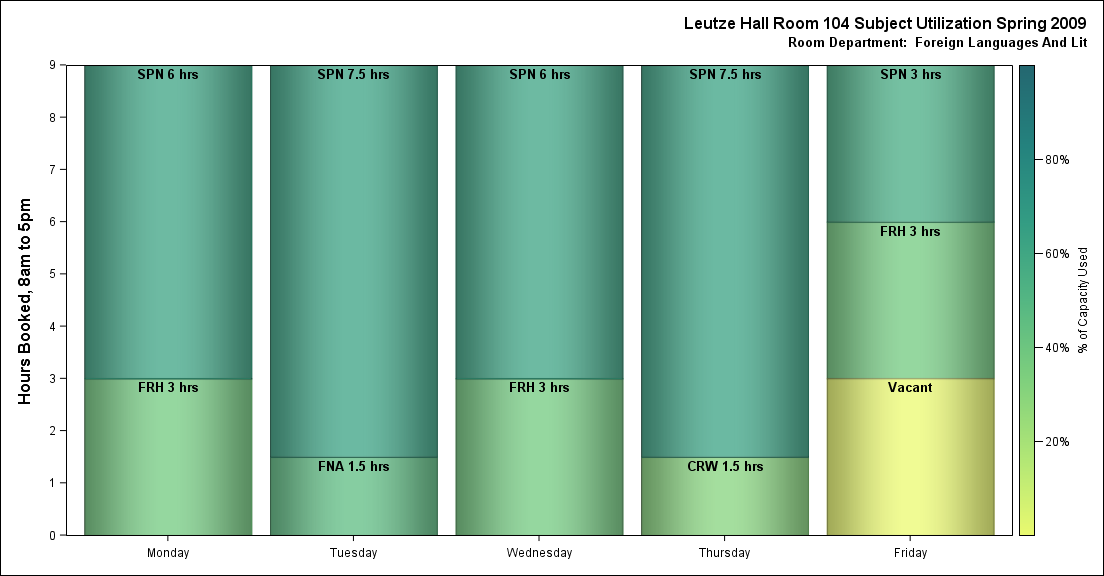 Leutze Hall Room 104 Subject Utilization Spring 2009
Room Department: Foreign Languages And Lit
Hours Booked, 8am to 5pm
9
8
7
6
5
4
3
2
1
0
SPN 6 hrs
FRH 3 hrs
SPN 7.5 hrs
FNA 1.5 hrs
SPN 6 hrs
FRH 3 hrs
SPN 7.5 hrs
CRW 1.5 hrs
SPN 3 hrs
FRH 3 hrs
Vacant
Monday
Tuesday
Wednesday
Thursday
Friday
80%
60%
40%
20%
% of Capacity Used